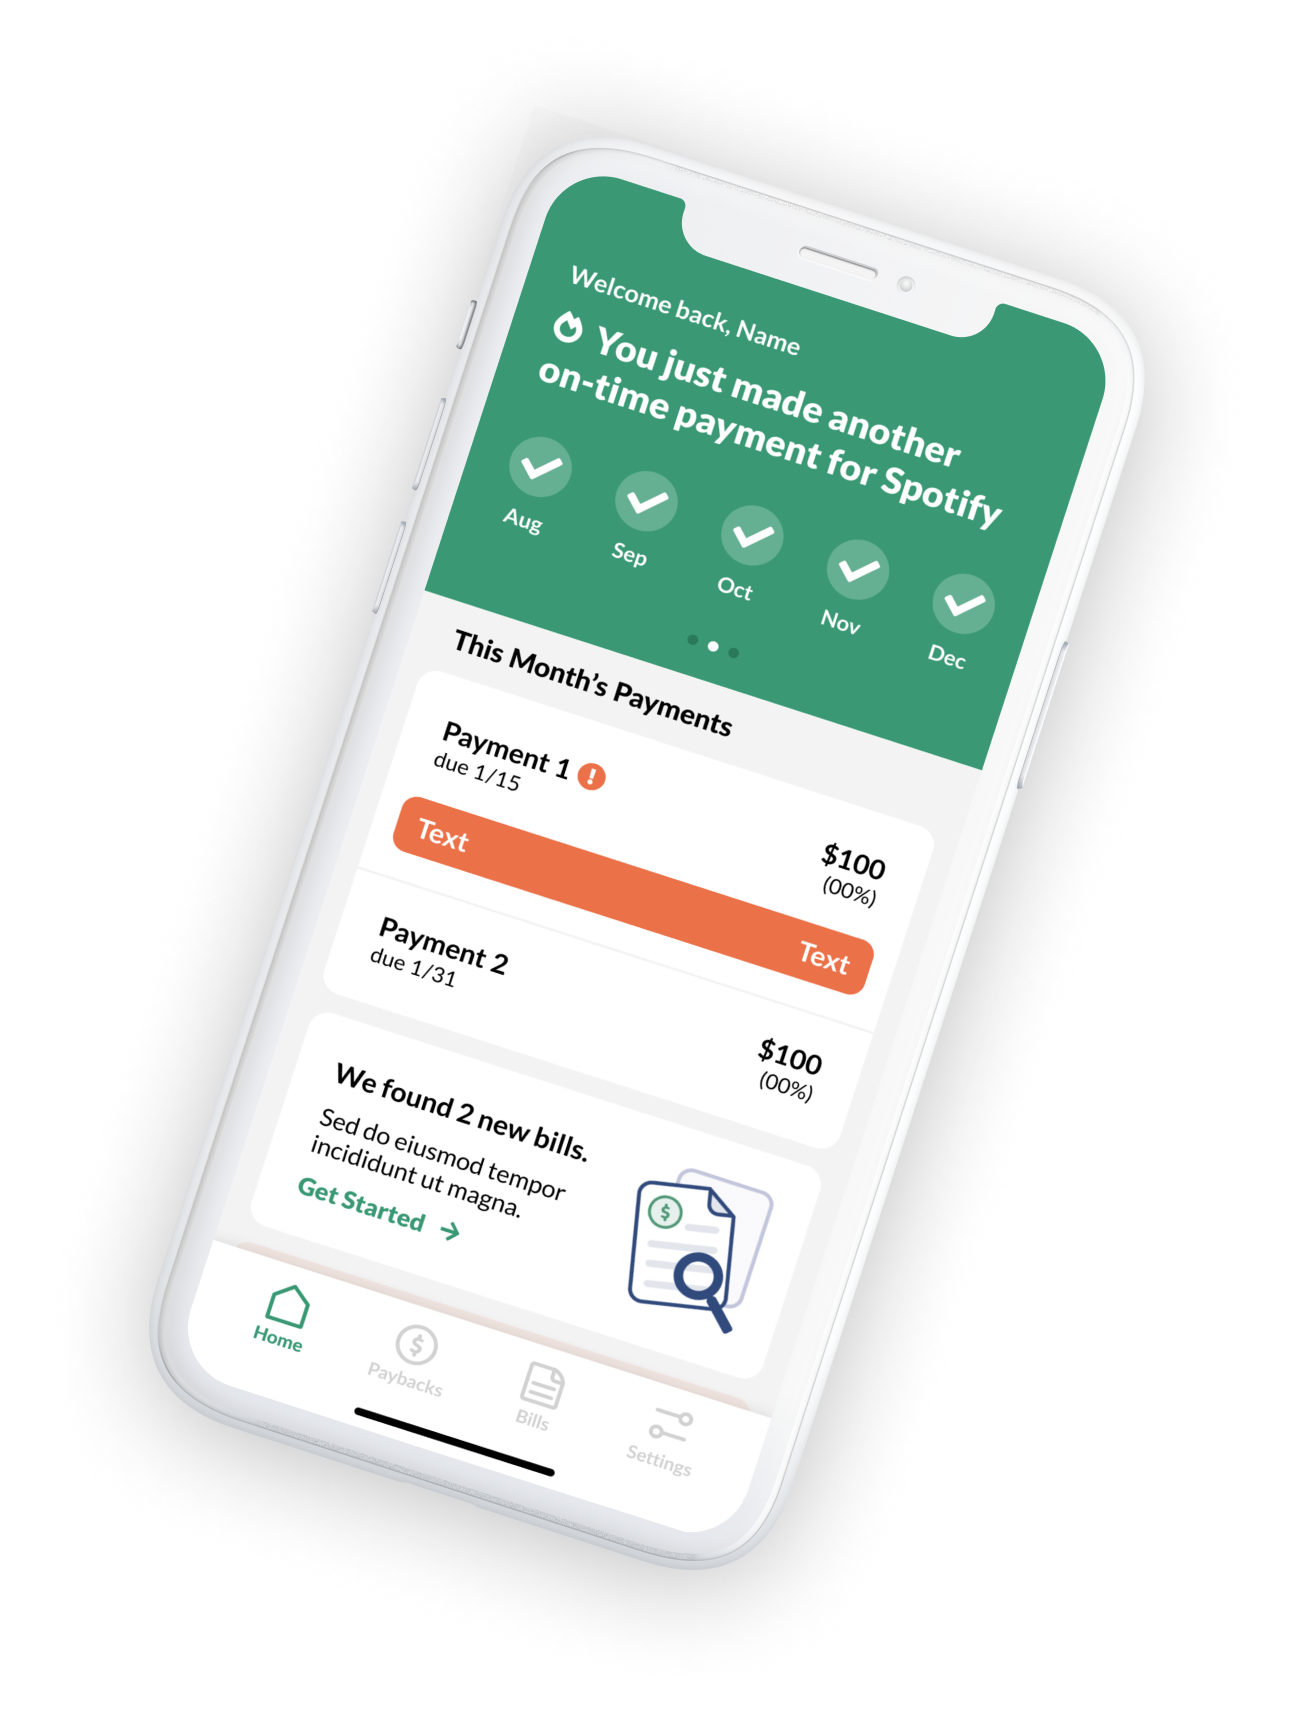 Welcome back, Name
You just made another
on-time payment for Spotify
Aug
Sep
Oct
Nov
Dec
This Month’s Payments
Payment 1 !
due 1/15
$100
(00%)
Text
Text
Payment 2
due 1/31
$100
(00%)
We found 2 new bills.
Sed do eiusmod tempor
incididunt ut magna.
Get Started →
$
Home
$
Paybacks
Bills
Settings